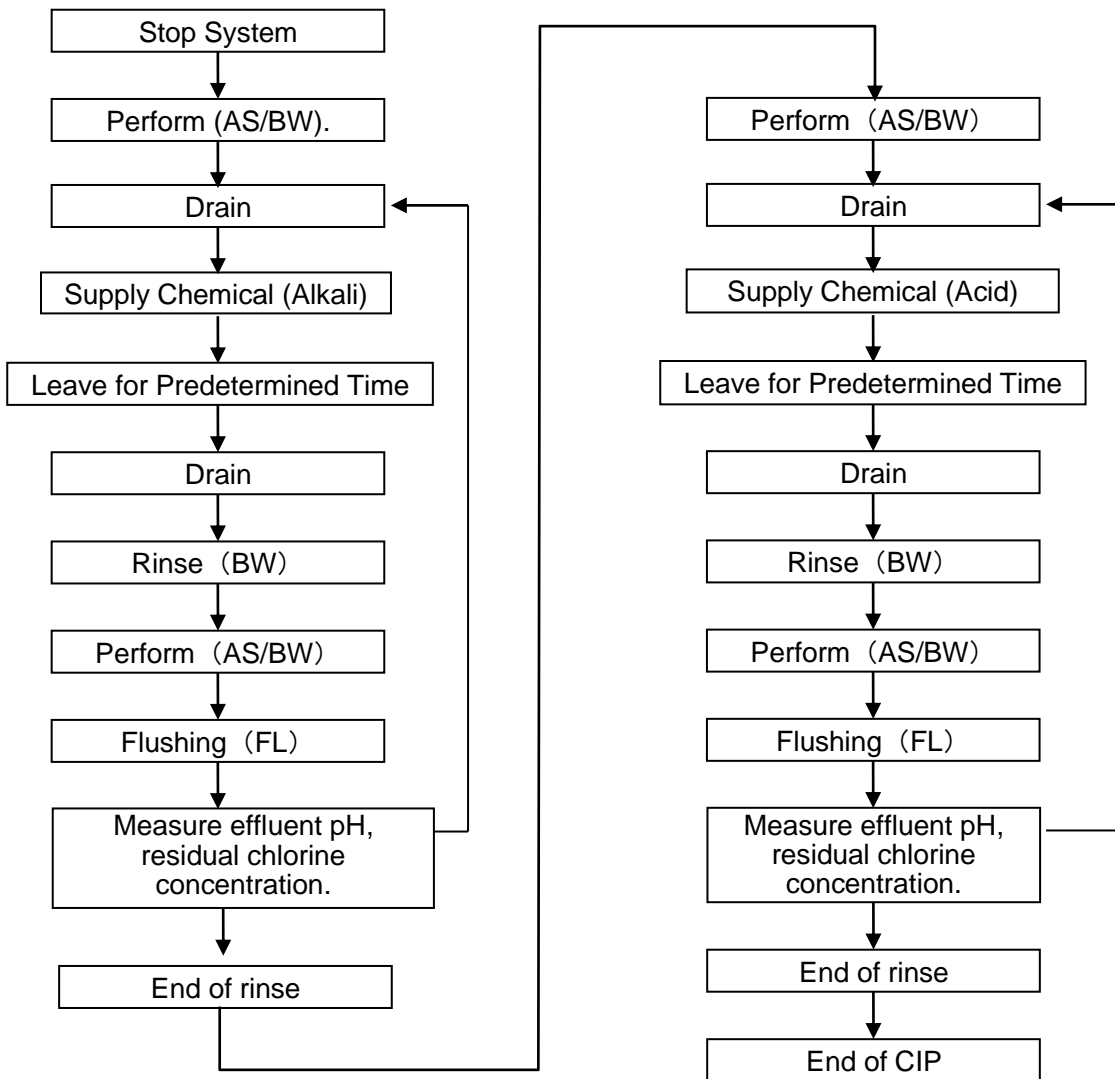 Stop System
Perform (AS/BW).
Drain
Supply Chemical (Alkali)
Leave for Predetermined Time
Drain
Rinse（BW）
Perform（AS/BW）
Flushing（FL）
Measure effluent pH,
residual chlorine
concentration.
End of rinse
Perform（AS/BW）
Drain
Supply Chemical (Acid)
Leave for Predetermined Time
Drain
Rinse（BW）
Perform（AS/BW）
Flushing（FL）
Measure effluent pH,
residual chlorine
concentration.
End of rinse
End of CIP